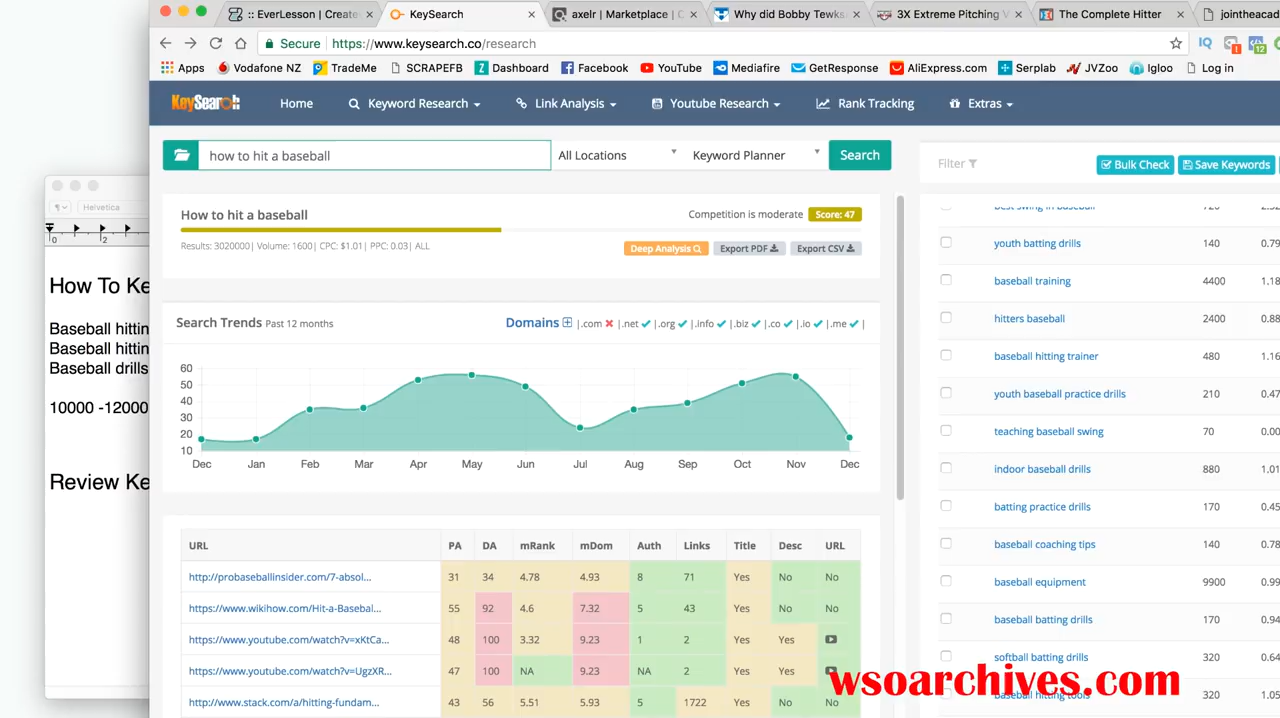 :: EverLesson | Create
KeySearch
axelr | Marketplace | C
Why did Bobby Tewks
3X Extreme Pitching V
The Complete Hitter
jointheacad
Secure
https://www.keysearch.co/research
Apps
Vodafone NZ
TradeMe
SCRAPEFB
Dashboard
Facebook
YouTube
Mediafire
GetResponse
AliExpress.com
Serplab
JVZoo
Igloo
Log in
KeySearch
Home
Keyword Research
Link Analysis
Youtube Research
Rank Tracking
Extras
how to hit a baseball
All Locations
Keyword Planner
Search
Filter
Bulk Check
Save Keywords
How to hit a baseball
Competition is moderate
Score: 47
Results: 3020000| Volume: 1600| CPC: $1.01| PPC: 0.03| ALL
Deep Analysis
Export PDF
Export CSV
Search Trends Past 12 months
Domains |.com |.net |.org |.info |.biz |.co |.io |.me |
60
50
40
30
20
10
Dec Jan Feb Mar Apr May Jun Jul Aug Sep Oct Nov Dec
URL PA DA mRank mDom Auth Links Title Desc URL
http://probaseballinsider.com/7-absol... 31 34 4.78 4.93 8 71 Yes No No
https://www.wikihow.com/Hit-a-Basebal... 55 92 4.6 7.32 5 43 Yes No No
https://www.youtube.com/watch?v=xKtCa... 48 100 3.32 9.23 1 2 Yes Yes
https://www.youtube.com/watch?v=UgzXR... 47 100 NA 9.23 NA 2 Yes Yes
http://www.stack.com/a/hitting-fundam... 43 56 5.51 5.93 5 1722 Yes No No
best swing in baseball 720
youth batting drills 140 0.79
baseball training 4400 1.18
hitters baseball 2400 0.88
baseball hitting trainer 480 1.16
youth baseball practice drills 210 0.47
teaching baseball swing 70 0.00
indoor baseball drills 880 1.01
batting practice drills 170 0.45
baseball coaching tips 140 0.78
baseball equipment 9900 0.99
baseball batting drills 170 0.94
softball batting drills 320 0.64
baseball hitting tools 320 1.05
wsoarchives.com
Helvetica
0 2
How To Ke
Baseball hittin
Baseball hittin
Baseball drills
10000 -12000
Review Ke